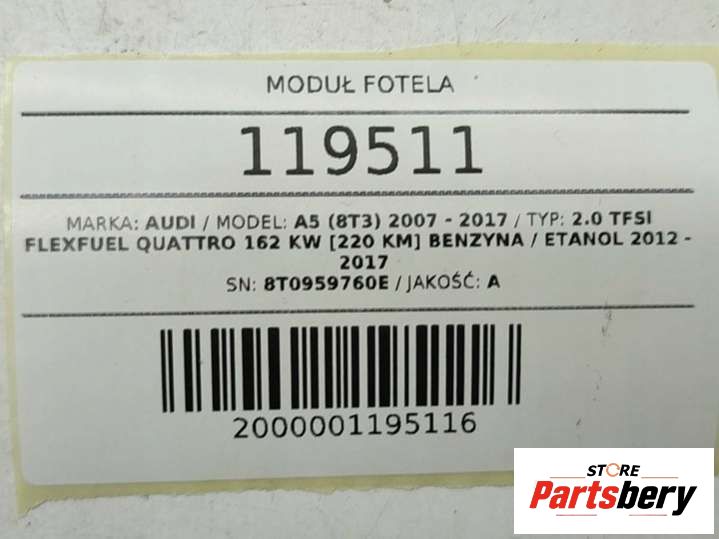 MODUŁ FOTELA
119511
MARKA: AUDI / MODEL: A5 (8T3) 2007 - 2017 / TYP: 2.0 TFSI
FLEXFUEL QUATTRO 162 KW [220 KM] BENZYNA / ETANOL 2012 -
2017
SN: 8T0959760E / JAKOŚĆ: A
2000001195116
STORE
Partsbery